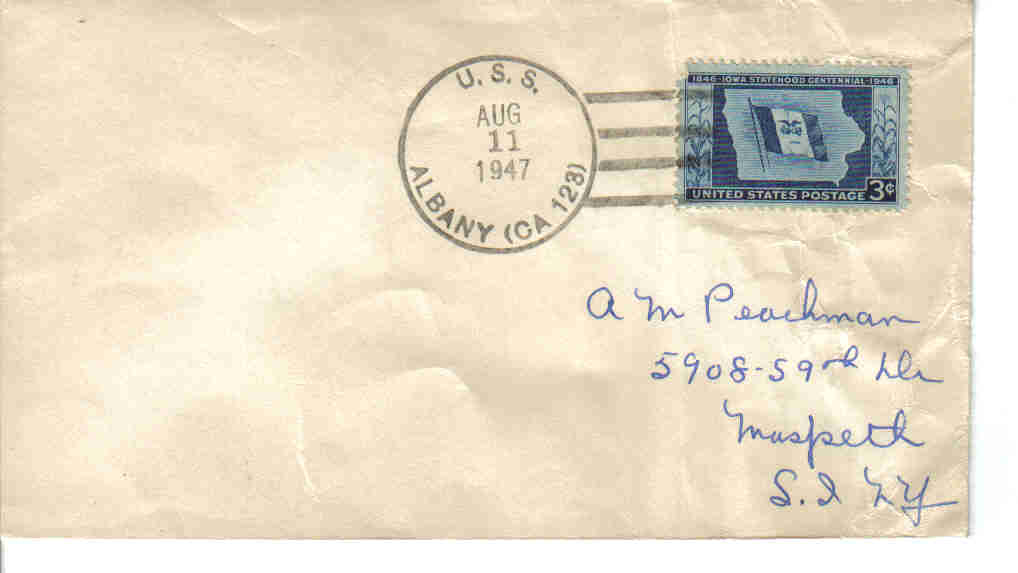 U. S. S.
AUG
11
1947
ALBANY (CA 123)
1846-IOWA STATEHOOD CENTENNIAL-1946
UNITED STATES POSTAGE 3¢
A M Peachman
5908-59th Dr
Maspeth
L.I NY